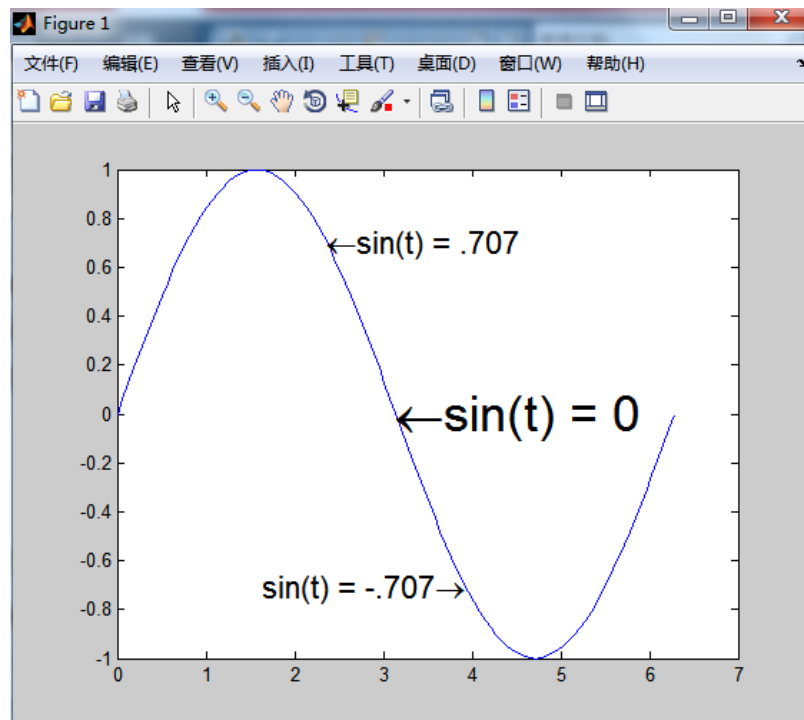 Figure 1
文件(F) 编辑(E) 查看(V) 插入(I) 工具(T) 桌面(D) 窗口(W) 帮助(H)
1
0.8
←sin(t) = .707
0.6
0.4
0.2
0
←sin(t) = 0
-0.2
-0.4
-0.6
sin(t) = -.707→
-0.8
-1
0 1 2 3 4 5 6 7